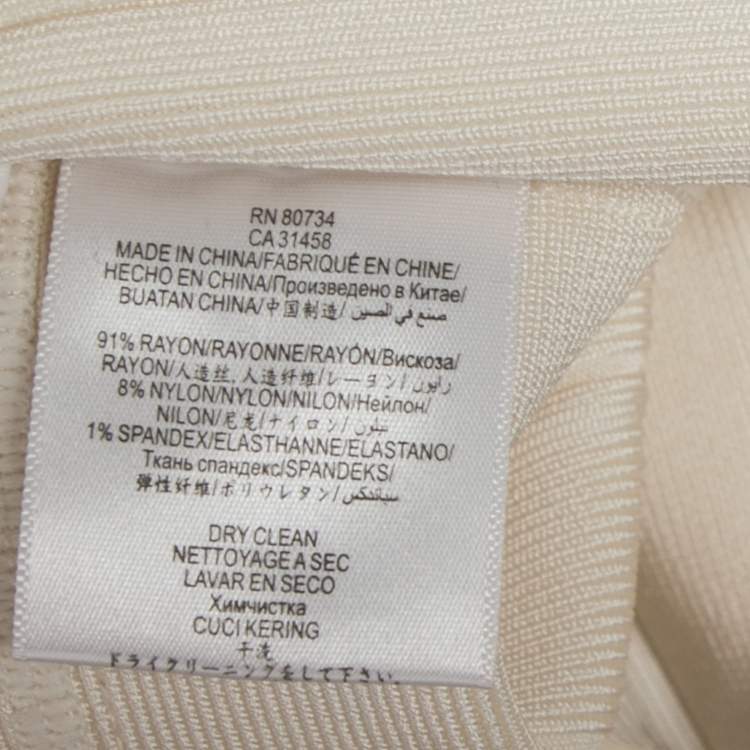 RN 80734
CA 31458
MADE IN CHINA/FABRIQUÉ EN CHINE/
HECHO EN CHINA/Произведено в Китае/
BUATAN CHINA/中国制造/صنع في الصين
91% RAYON/RAYONNE/RAYÓN/Вискоза/
RAYON/人造丝,人造纤维/レーヨン/رايون
8% NYLON/NYLON/NILON/Нейлон/
NILON/尼龙/ナイロン/نيلون
1% SPANDEX/ELASTHANNE/ELASTANO/
Ткань спандекс/SPANDEKS/
弹性纤维/ポリウレタン/سباندكس
DRY CLEAN
NETTOYAGE A SEC
LAVAR EN SECO
Химчистка
CUCI KERING
干洗
ドライクリーニングをして下さい.